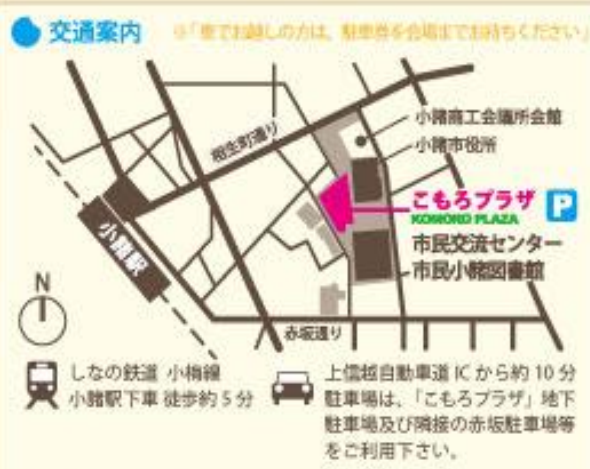 交通案内
※「車でお越しの方は、駐車券を会場までお持ちください」
相生町通り
小諸商工会議所会館
小諸市役所
こもろプラザ P
KOMORO PLAZA
市民交流センター
市民小諸図書館
小諸駅
N
赤坂通り
しなの鉄道 小梅線
小諸駅下車 徒歩約5分
上信越自動車道 IC から約 10 分
駐車場は、「こもろプラザ」地下
駐車場及び隣接の赤坂駐車場等
をご利用下さい。